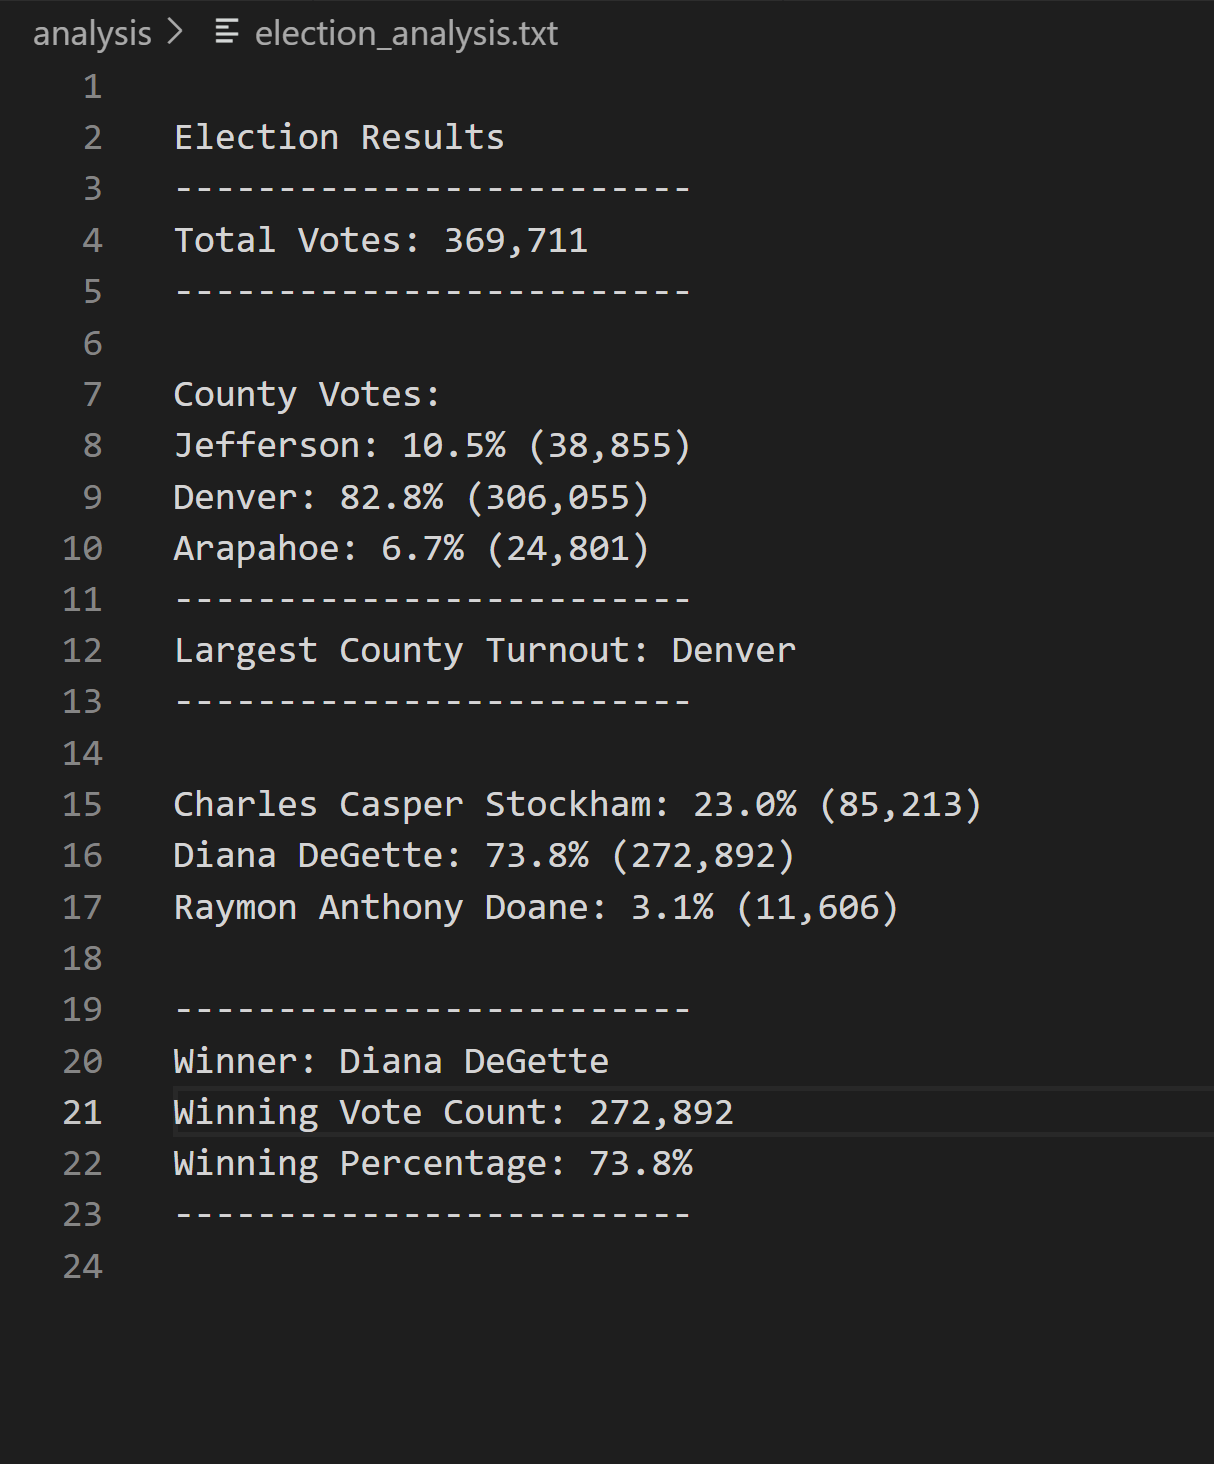 analysis > election_analysis.txt
1
2 Election Results
3 -------------------------
4 Total Votes: 369,711
5 -------------------------
6
7 County Votes:
8 Jefferson: 10.5% (38,855)
9 Denver: 82.8% (306,055)
10 Arapahoe: 6.7% (24,801)
11 -------------------------
12 Largest County Turnout: Denver
13 -------------------------
14
15 Charles Casper Stockham: 23.0% (85,213)
16 Diana DeGette: 73.8% (272,892)
17 Raymon Anthony Doane: 3.1% (11,606)
18
19 -------------------------
20 Winner: Diana DeGette
21 Winning Vote Count: 272,892
22 Winning Percentage: 73.8%
23 -------------------------
24